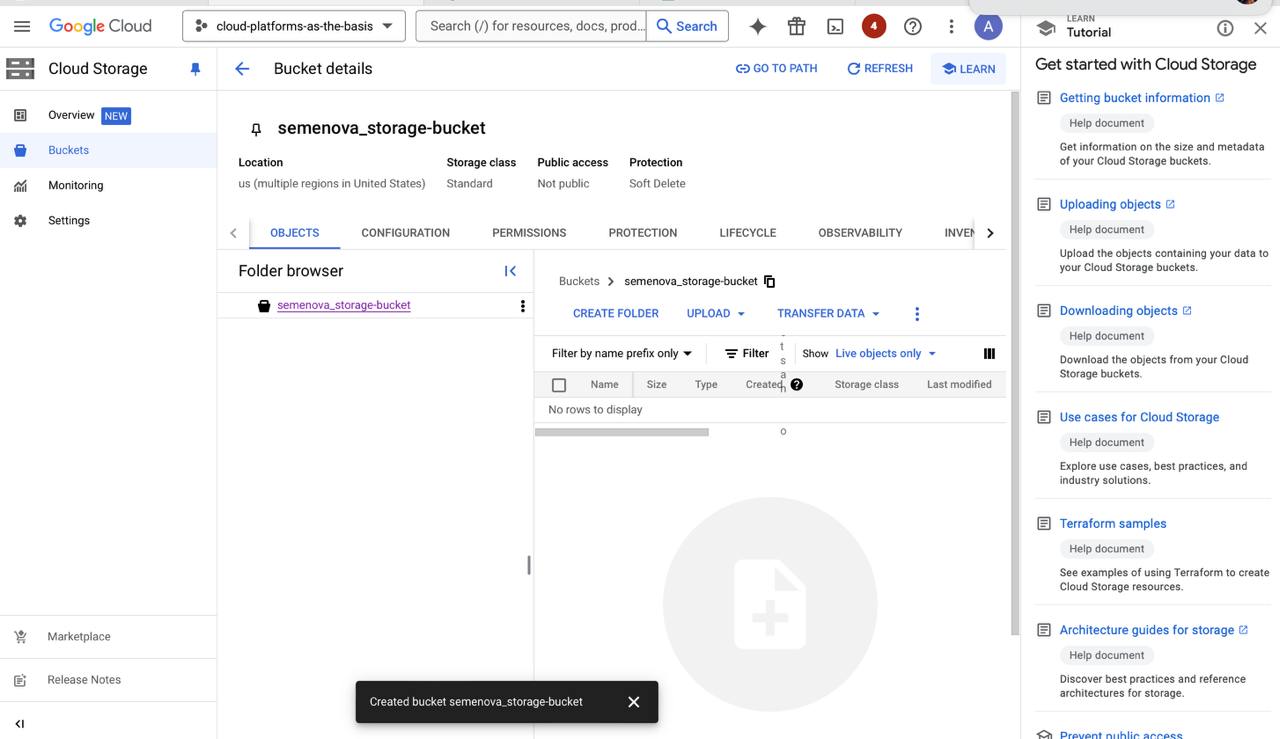 Google Cloud
cloud-platforms-as-the-basis
Search (/) for resources, docs, prod...
Search
4
A
LEARN
Tutorial
Cloud Storage
Bucket details
GO TO PATH
REFRESH
LEARN
Overview NEW
Buckets
Monitoring
Settings
Marketplace
Release Notes
semenova_storage-bucket
Location
Storage class
Public access
Protection
us (multiple regions in United States)
Standard
Not public
Soft Delete
OBJECTS
CONFIGURATION
PERMISSIONS
PROTECTION
LIFECYCLE
OBSERVABILITY
INVEN
Folder browser
semenova_storage-bucket
Buckets
semenova_storage-bucket
CREATE FOLDER
UPLOAD
TRANSFER DATA
Filter by name prefix only
Filter
t
s
a
Show
Live objects only
Name
Size
Type
Created
Storage class
Last modified
No rows to display
o
Created bucket semenova_storage-bucket
Get started with Cloud Storage
Getting bucket information
Help document
Get information on the size and metadata
of your Cloud Storage buckets.
Uploading objects
Help document
Upload the objects containing your data to
your Cloud Storage buckets.
Downloading objects
Help document
Download the objects from your Cloud
Storage buckets.
Use cases for Cloud Storage
Help document
Explore use cases, best practices, and
industry solutions.
Terraform samples
Help document
See examples of using Terraform to create
Cloud Storage resources.
Architecture guides for storage
Help document
Discover best practices and reference
architectures for storage.
Prevent public access